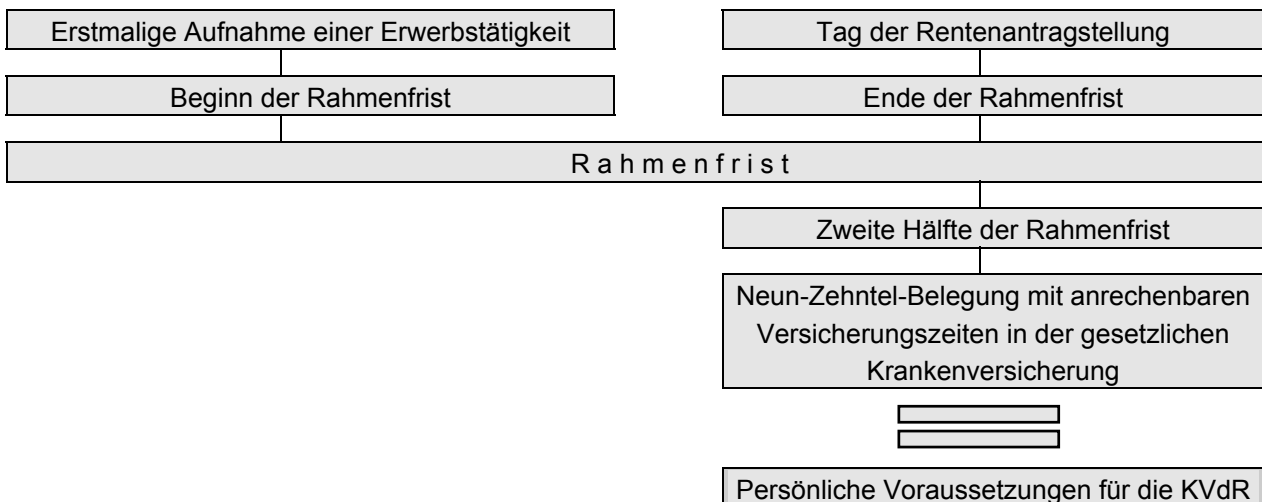 Erstmalige Aufnahme einer Erwerbstätigkeit
Tag der Rentenantragstellung
Beginn der Rahmenfrist
Ende der Rahmenfrist
R a h m e n f r i s t
Zweite Hälfte der Rahmenfrist
Neun-Zehntel-Belegung mit anrechenbaren
Versicherungszeiten in der gesetzlichen
Krankenversicherung
Persönliche Voraussetzungen für die KVdR